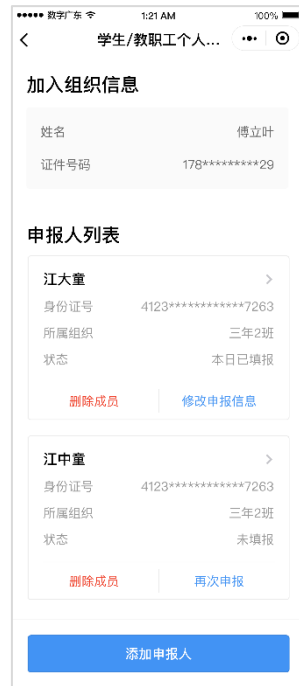 数字广东 1:21 AM 100%
学生/教职工个人...
加入组织信息
姓名 傅立叶
证件号码 178*********29
申报人列表
江大童
身份证号 4123************7263
所属组织 三年2班
状态 本日已填报
删除成员 修改申报信息
江中童
身份证号 4123************7263
所属组织 三年2班
状态 未填报
删除成员 再次申报
添加申报人